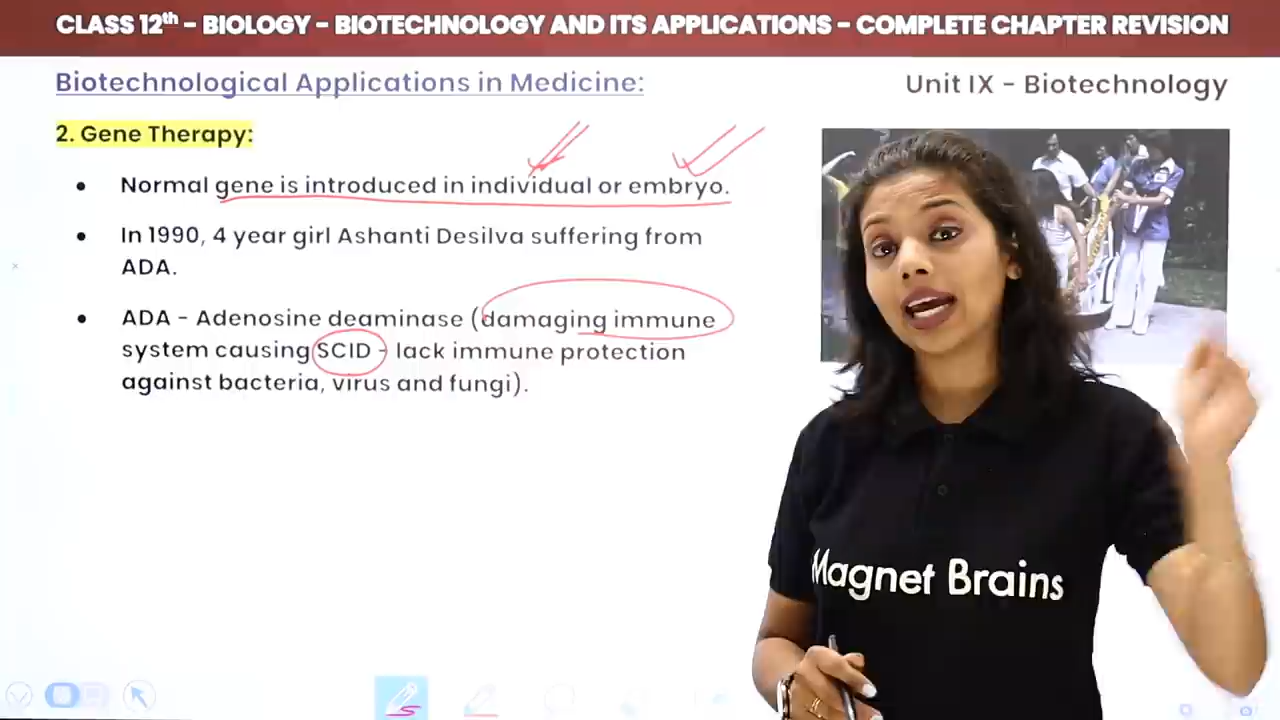 CLASS 12th – BIOLOGY – BIOTECHNOLOGY AND ITS APPLICATIONS – COMPLETE CHAPTER REVISION
Biotechnological Applications in Medicine:
Unit IX – Biotechnology
2. Gene Therapy:
• Normal gene is introduced in individual or embryo.
• In 1990, 4 year girl Ashanti Desilva suffering from
ADA.
• ADA – Adenosine deaminase (damaging immune
system causing SCID - lack immune protection
against bacteria, virus and fungi).
Magnet Brains